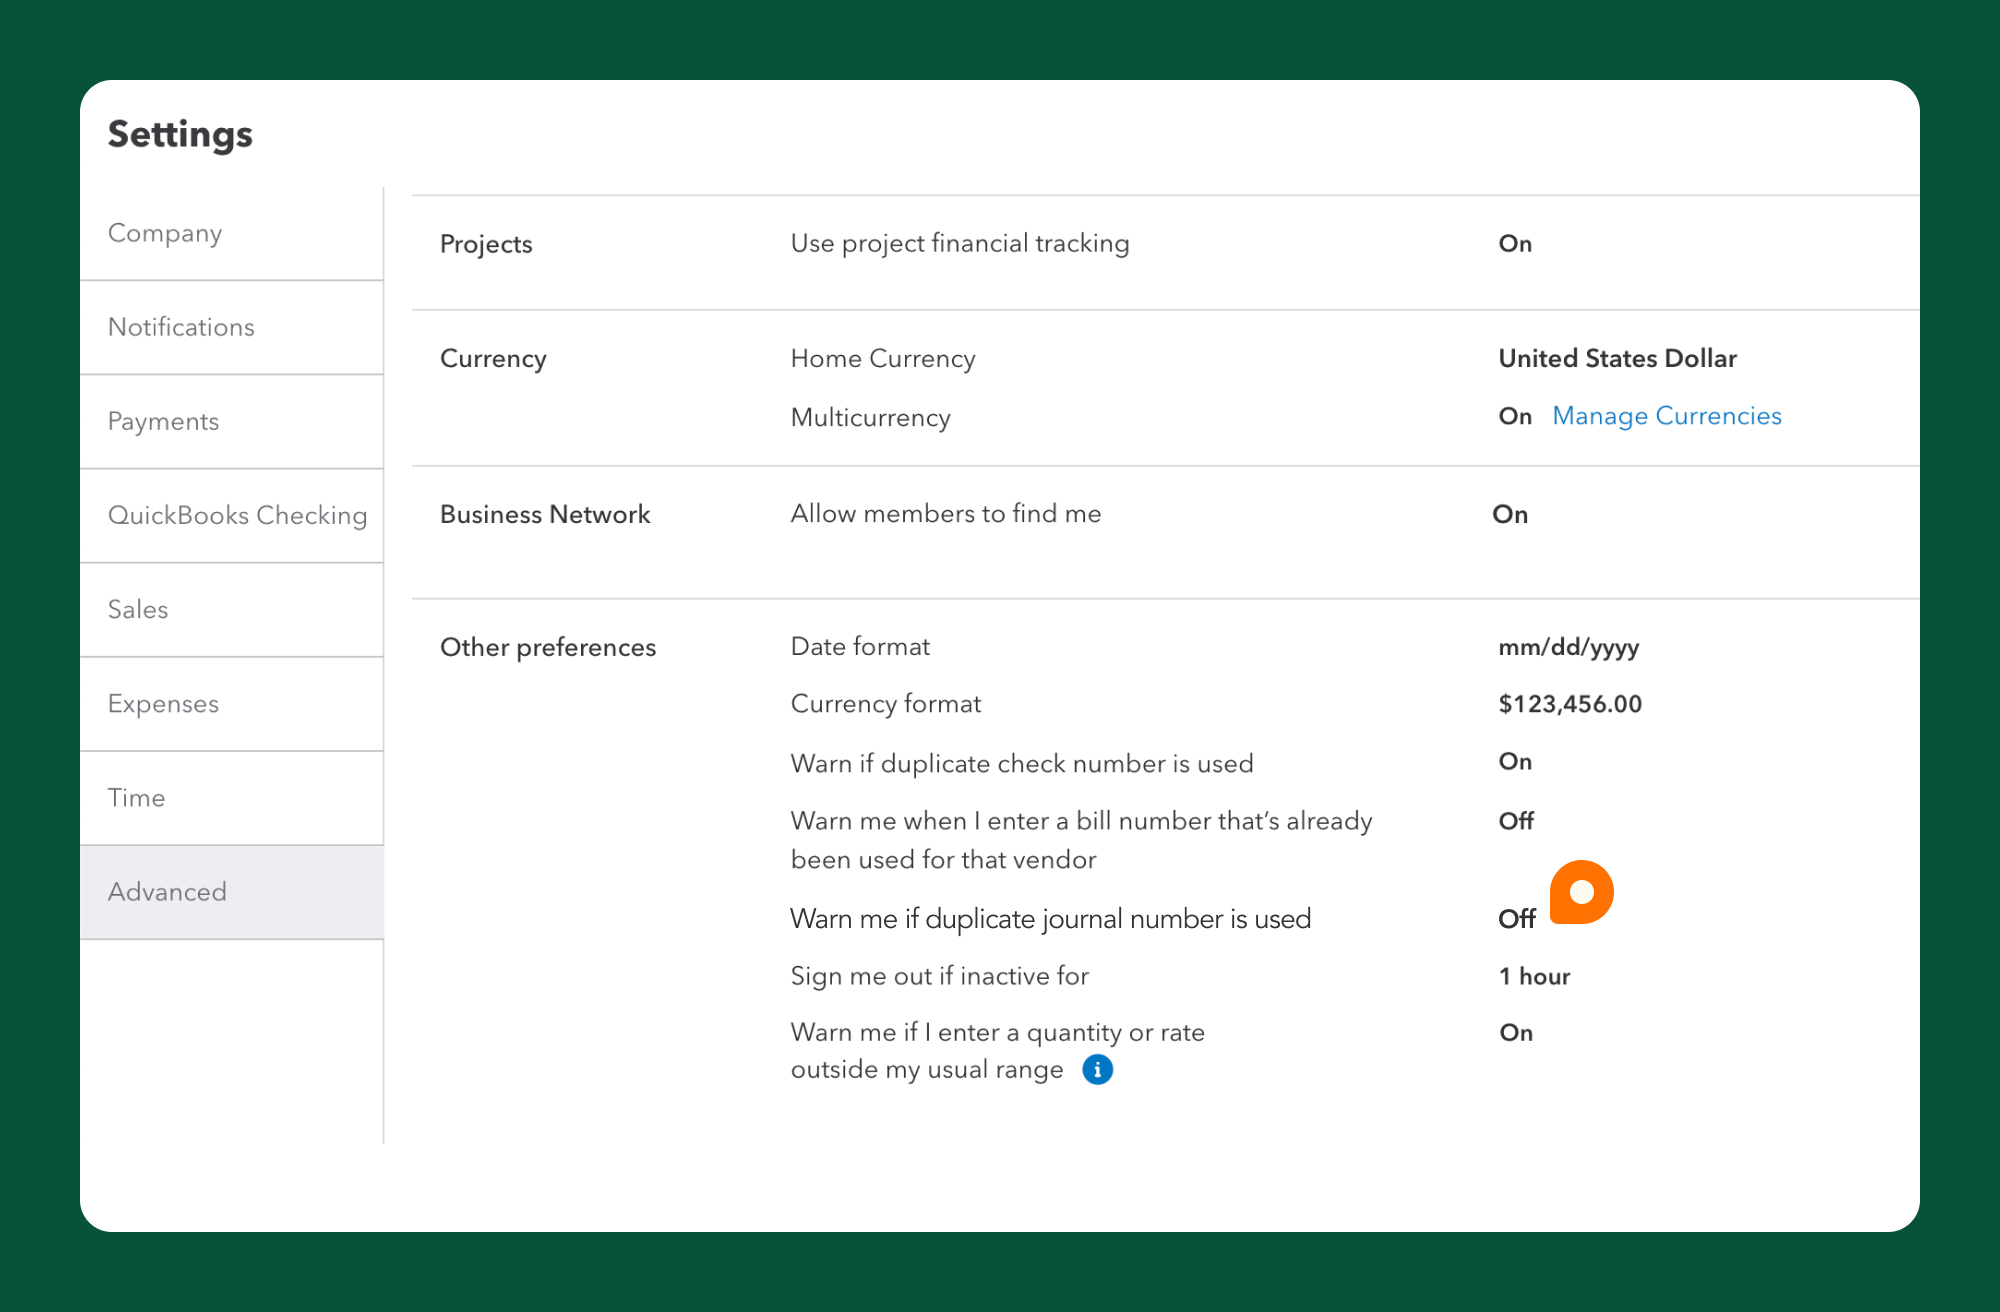 Settings
Company
Notifications
Payments
QuickBooks Checking
Sales
Expenses
Time
Advanced
Projects Use project financial tracking On
Currency Home Currency United States Dollar
Multicurrency On Manage Currencies
Business Network Allow members to find me On
Other preferences Date format mm/dd/yyyy
Currency format $123,456.00
Warn if duplicate check number is used On
Warn me when I enter a bill number that’s already Off
been used for that vendor
Warn me if duplicate journal number is used Off
Sign me out if inactive for 1 hour
Warn me if I enter a quantity or rate On
outside my usual range i